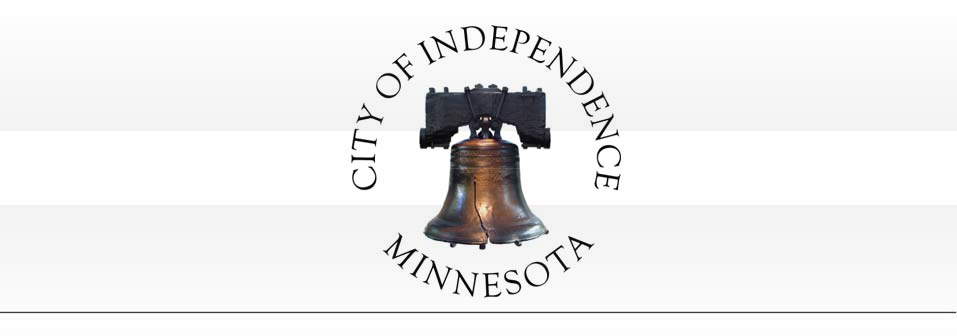 CITY OF INDEPENDENCE
MINNESOTA